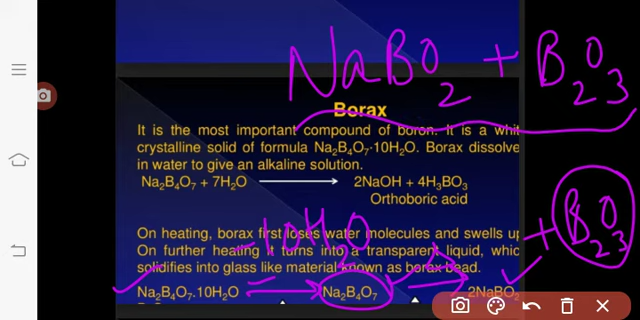 NaBO2 + B2O3
Borax
It is the most important compound of boron. It is a whit
crystalline solid of formula Na₂B₄O₇·10H₂O. Borax dissolve
in water to give an alkaline solution.
Na₂B₄O₇ + 7H₂O ⟶ 2NaOH + 4H₃BO₃
Orthoboric acid
On heating, borax first loses water molecules and swells up
On further heating it turns into a transparent liquid, whic
solidifies into glass like material known as borax bead.
-10H2O
+ B2O3
Na₂B₄O₇.10H₂O ⟶ Na₂B₄O₇ ⟶ 2NaBO₂